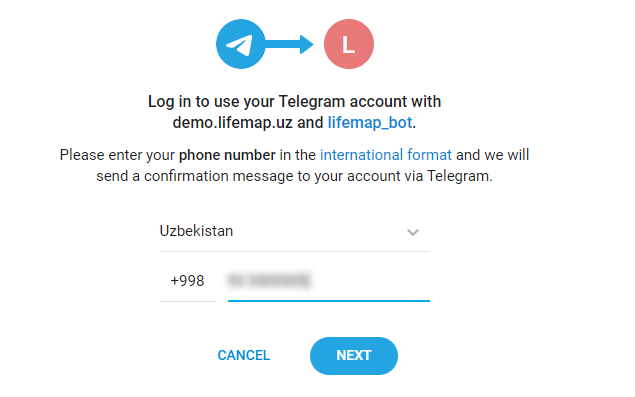 L
Log in to use your Telegram account with
demo.lifemap.uz and lifemap_bot.
Please enter your phone number in the international format and we will
send a confirmation message to your account via Telegram.
Uzbekistan
+998
CANCEL NEXT